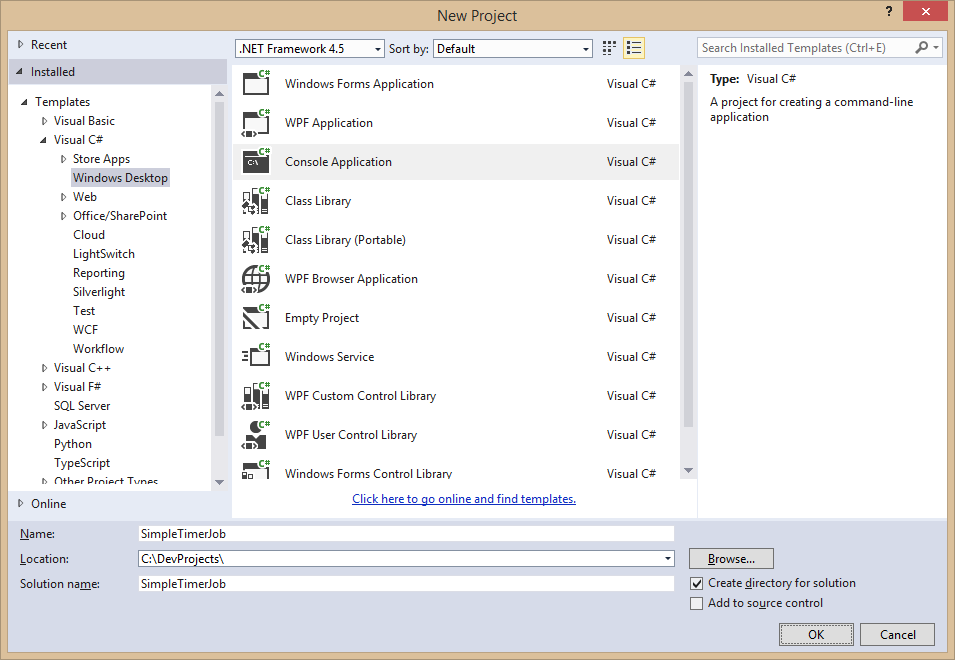 New Project
?
Recent
Installed
Templates
Visual Basic
Visual C#
Store Apps
Windows Desktop
Web
Office/SharePoint
Cloud
LightSwitch
Reporting
Silverlight
Test
WCF
Workflow
Visual C++
Visual F#
SQL Server
JavaScript
Python
TypeScript
Other Project Types
Online
.NET Framework 4.5 Sort by: Default
C# Windows Forms Application Visual C#
C# WPF Application Visual C#
C# C:\ Console Application Visual C#
C# Class Library Visual C#
C# Class Library (Portable) Visual C#
C# WPF Browser Application Visual C#
C# Empty Project Visual C#
C# Windows Service Visual C#
C# WPF Custom Control Library Visual C#
C# WPF User Control Library Visual C#
C# Windows Forms Control Library Visual C#
Click here to go online and find templates.
Search Installed Templates (Ctrl+E)
Type: Visual C#
A project for creating a command-line
application
Name: SimpleTimerJob
Location: C:\DevProjects\ Browse...
Solution name: SimpleTimerJob
Create directory for solution
Add to source control
OK Cancel